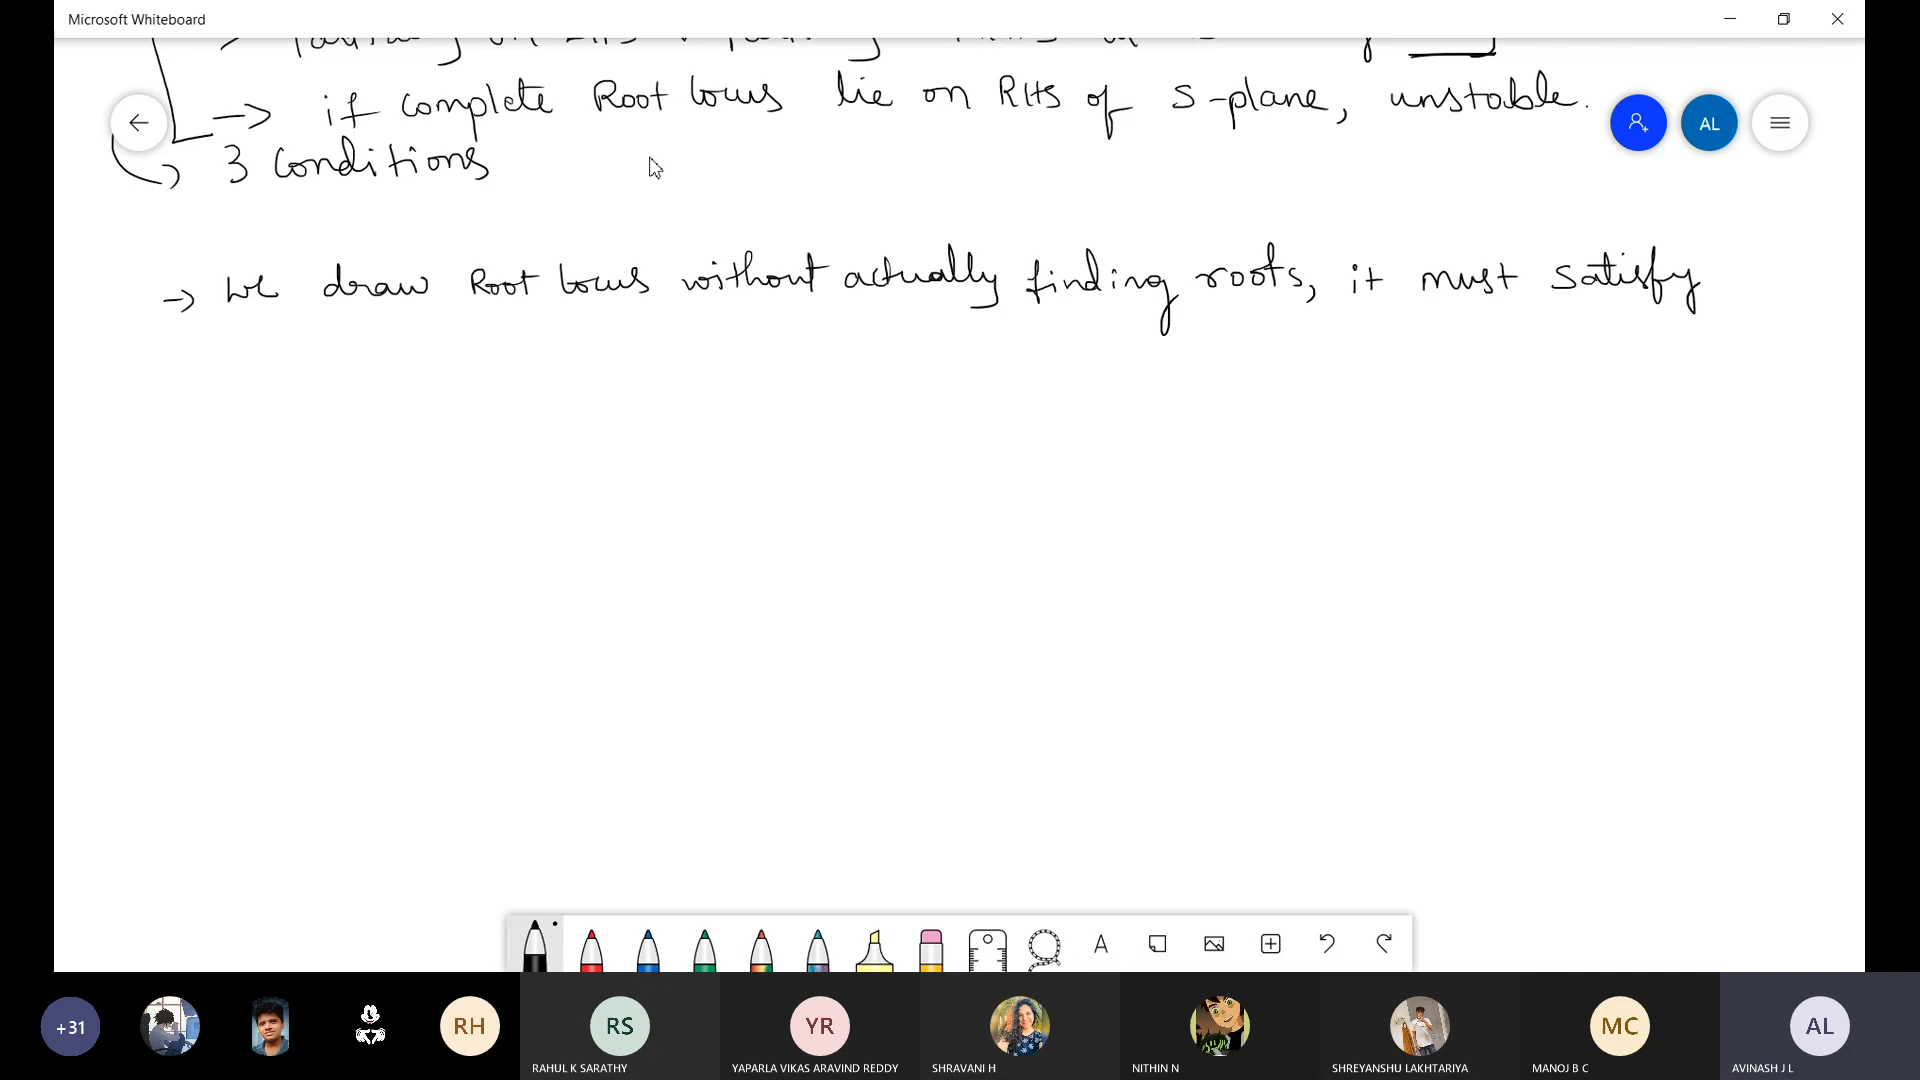 Microsoft Whiteboard
on
→ if complete Root locus lie on RHS of S-plane, unstable.
AL
3 conditions
→ we draw Root locus without actually finding roots, it must satisfy
A
+31
RH
RS
YR
MC
AL
RAHUL K SARATHY
YAPARLA VIKAS ARAVIND REDDY
SHRAVANI H
NITHIN N
SHREYANSHU LAKHTARIYA
MANOJ B C
AVINASH J L